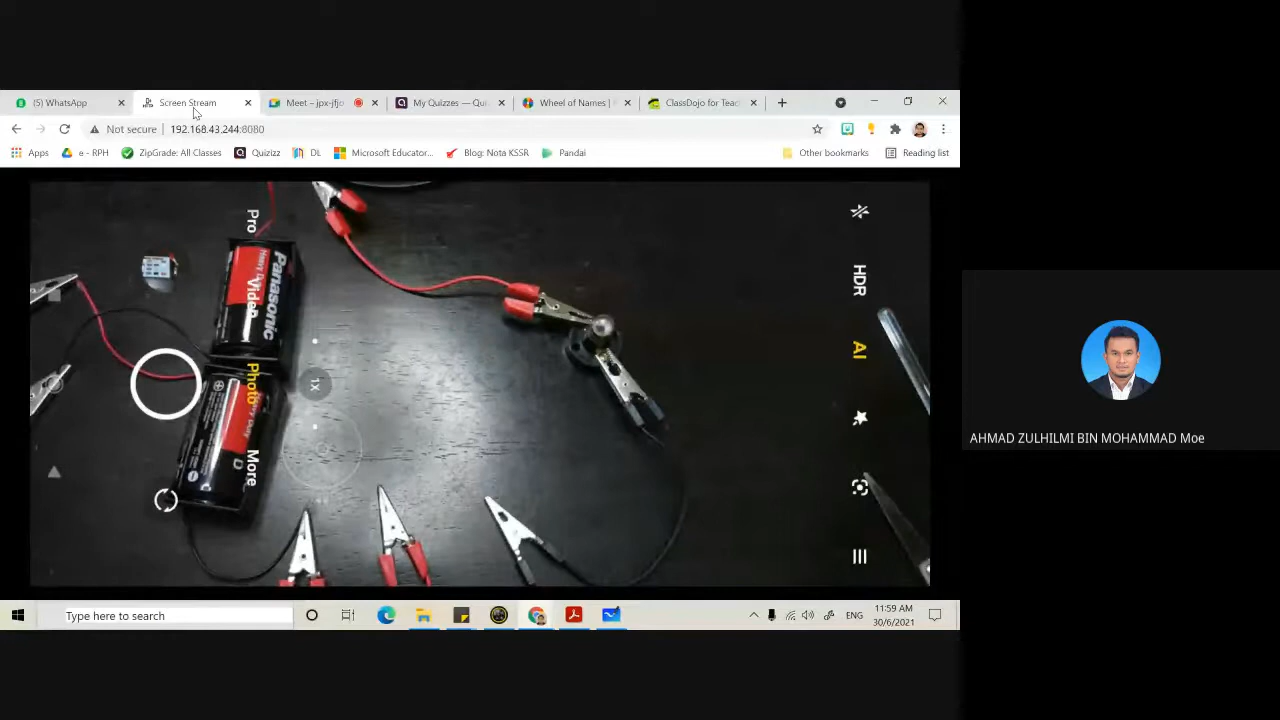 (5) WhatsApp
Screen Stream
Meet – jpx-jfjo
My Quizzes — Qui
Wheel of Names |
ClassDojo for Teac
Not secure
192.168.43.244:8080
Apps
e - RPH
ZipGrade: All Classes
Quizizz
DL
Microsoft Educator...
Blog: Nota KSSR
Pandai
Other bookmarks
Reading list
Pro
Video
Photo
More
Panasonic
1X
HDR
AI
AHMAD ZULHILMI BIN MOHAMMAD Moe
Type here to search
ENG
11:59 AM
30/6/2021